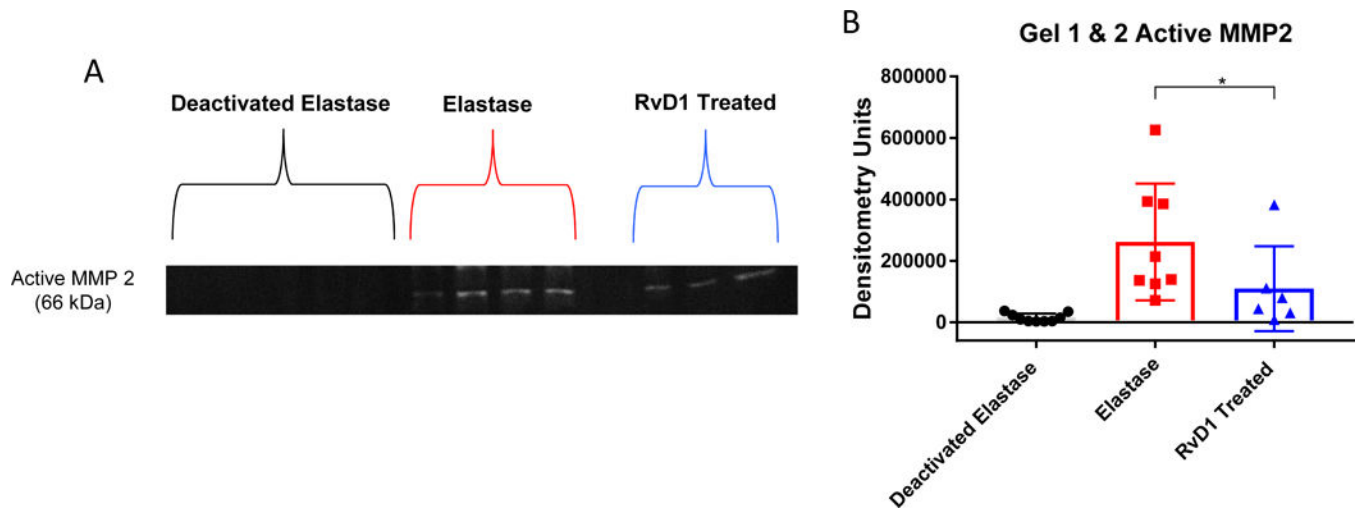 A
Deactivated Elastase
Elastase
RvD1 Treated
Active MMP 2
(66 kDa)
B
Gel 1 & 2 Active MMP2
Densitometry Units
800000
600000
400000
200000
0
*
Deactivated Elastase
Elastase
RvD1 Treated